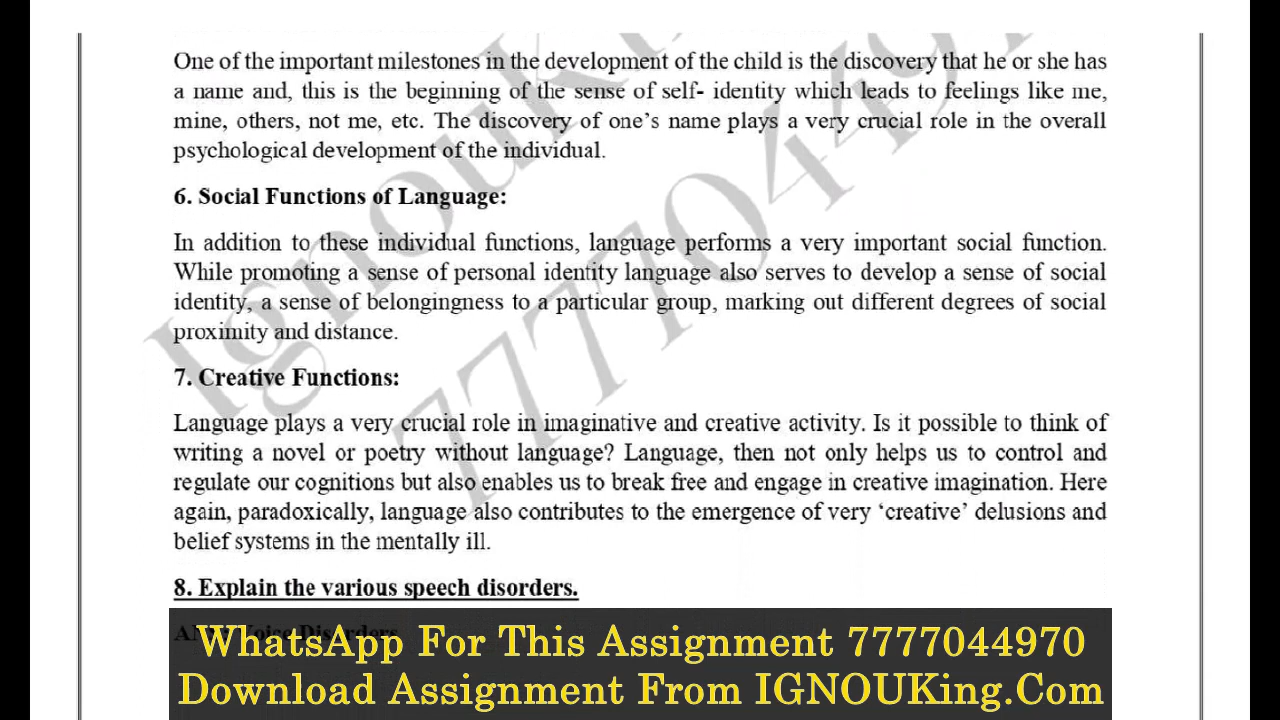 One of the important milestones in the development of the child is the discovery that he or she has
a name and, this is the beginning of the sense of self- identity which leads to feelings like me,
mine, others, not me, etc. The discovery of one’s name plays a very crucial role in the overall
psychological development of the individual.
6. Social Functions of Language:
In addition to these individual functions, language performs a very important social function.
While promoting a sense of personal identity language also serves to develop a sense of social
identity, a sense of belongingness to a particular group, marking out different degrees of social
proximity and distance.
7. Creative Functions:
Language plays a very crucial role in imaginative and creative activity. Is it possible to think of
writing a novel or poetry without language? Language, then not only helps us to control and
regulate our cognitions but also enables us to break free and engage in creative imagination. Here
again, paradoxically, language also contributes to the emergence of very ‘creative’ delusions and
belief systems in the mentally ill.
8. Explain the various speech disorders.
WhatsApp For This Assignment 7777044970
Download Assignment From IGNOUKing.Com